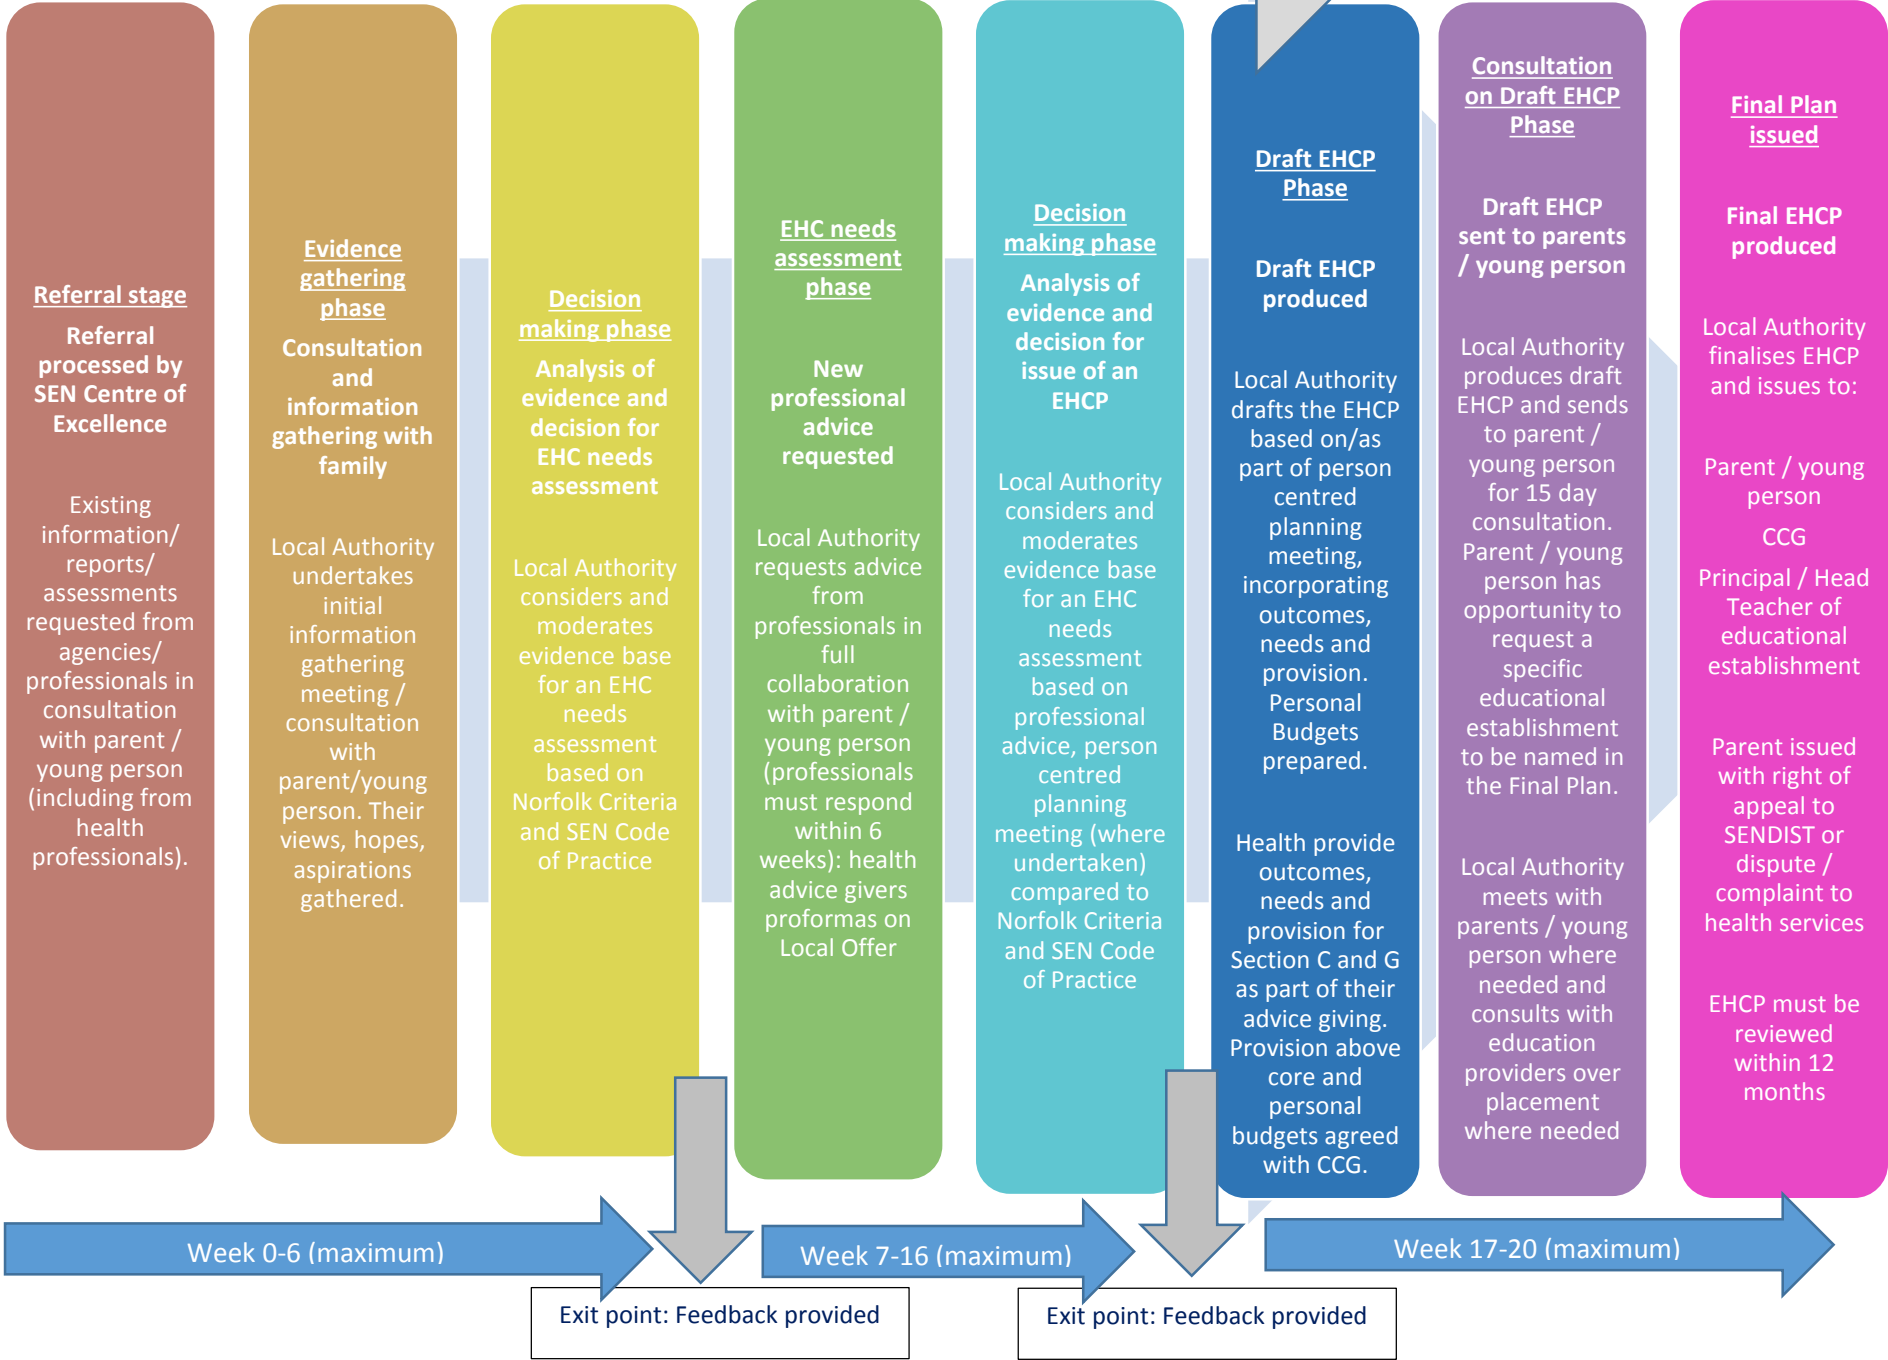 Referral stage
Referral
processed by
SEN Centre of
Excellence
Existing
information/
reports/
assessments
requested from
agencies/
professionals in
consultation
with parent /
young person
(including from
health
professionals).
Evidence
gathering
phase
Consultation
and
information
gathering with
family
Local Authority
undertakes
initial
information
gathering
meeting /
consultation
with
parent/young
person. Their
views, hopes,
aspirations
gathered.
Decision
making phase
Analysis of
evidence and
decision for
EHC needs
assessment
Local Authority
considers and
moderates
evidence base
for an EHC
needs
assessment
based on
Norfolk Criteria
and SEN Code
of Practice
EHC needs
assessment
phase
New
professional
advice
requested
Local Authority
requests advice
from
professionals in
full
collaboration
with parent /
young person
(professionals
must respond
within 6
weeks): health
advice givers
proformas on
Local Offer
Decision
making phase
Analysis of
evidence and
decision for
issue of an
EHCP
Local Authority
considers and
moderates
evidence base
for an EHC
needs
assessment
based on
professional
advice, person
centred
planning
meeting (where
undertaken)
compared to
Norfolk Criteria
and SEN Code
of Practice
Draft EHCP
Phase
Draft EHCP
produced
Local Authority
drafts the EHCP
based on/as
part of person
centred
planning
meeting,
incorporating
outcomes,
needs and
provision.
Personal
Budgets
prepared.
Health provide
outcomes,
needs and
provision for
Section C and G
as part of their
advice giving.
Provision above
core and
personal
budgets agreed
with CCG.
Consultation
on Draft EHCP
Phase
Draft EHCP
sent to parents
/ young person
Local Authority
produces draft
EHCP and sends
to parent /
young person
for 15 day
consultation.
Parent / young
person has
opportunity to
request a
specific
educational
establishment
to be named in
the Final Plan.
Local Authority
meets with
parents / young
person where
needed and
consults with
education
providers over
placement
where needed
Final Plan
issued
Final EHCP
produced
Local Authority
finalises EHCP
and issues to:
Parent / young
person
CCG
Principal / Head
Teacher of
educational
establishment
Parent issued
with right of
appeal to
SENDIST or
dispute /
complaint to
health services
EHCP must be
reviewed
within 12
months
Week 0-6 (maximum)
Week 7-16 (maximum)
Week 17-20 (maximum)
Exit point: Feedback provided
Exit point: Feedback provided